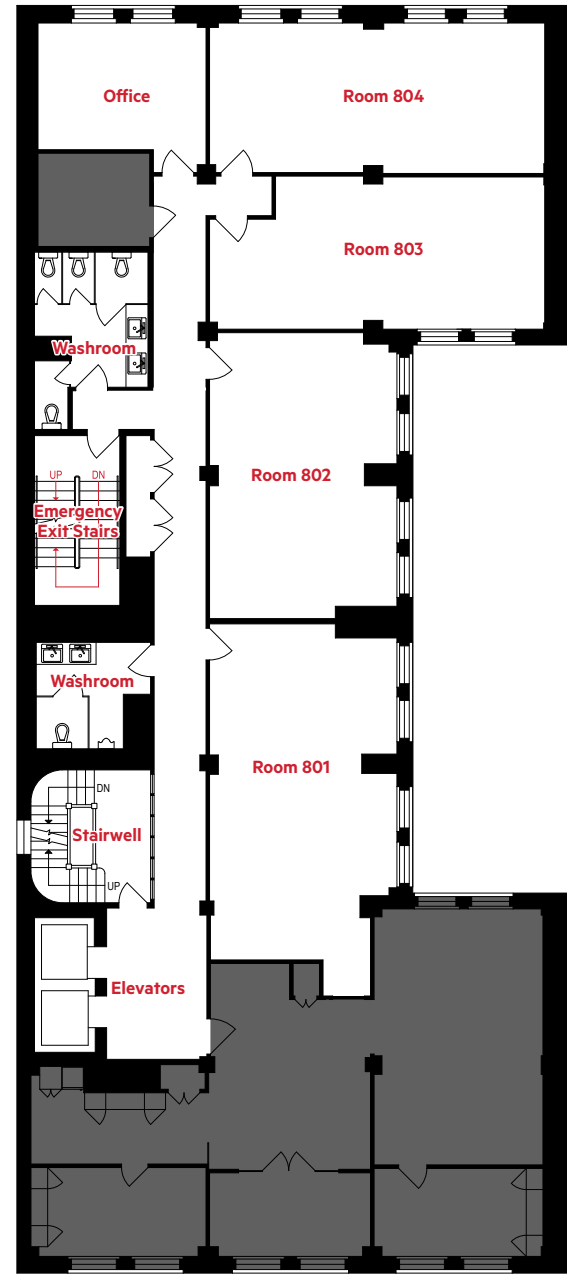 Office
Room 804
Room 803
Washroom
Room 802
UP
DN
Emergency
Exit Stairs
Washroom
Room 801
DN
Stairwell
UP
Elevators